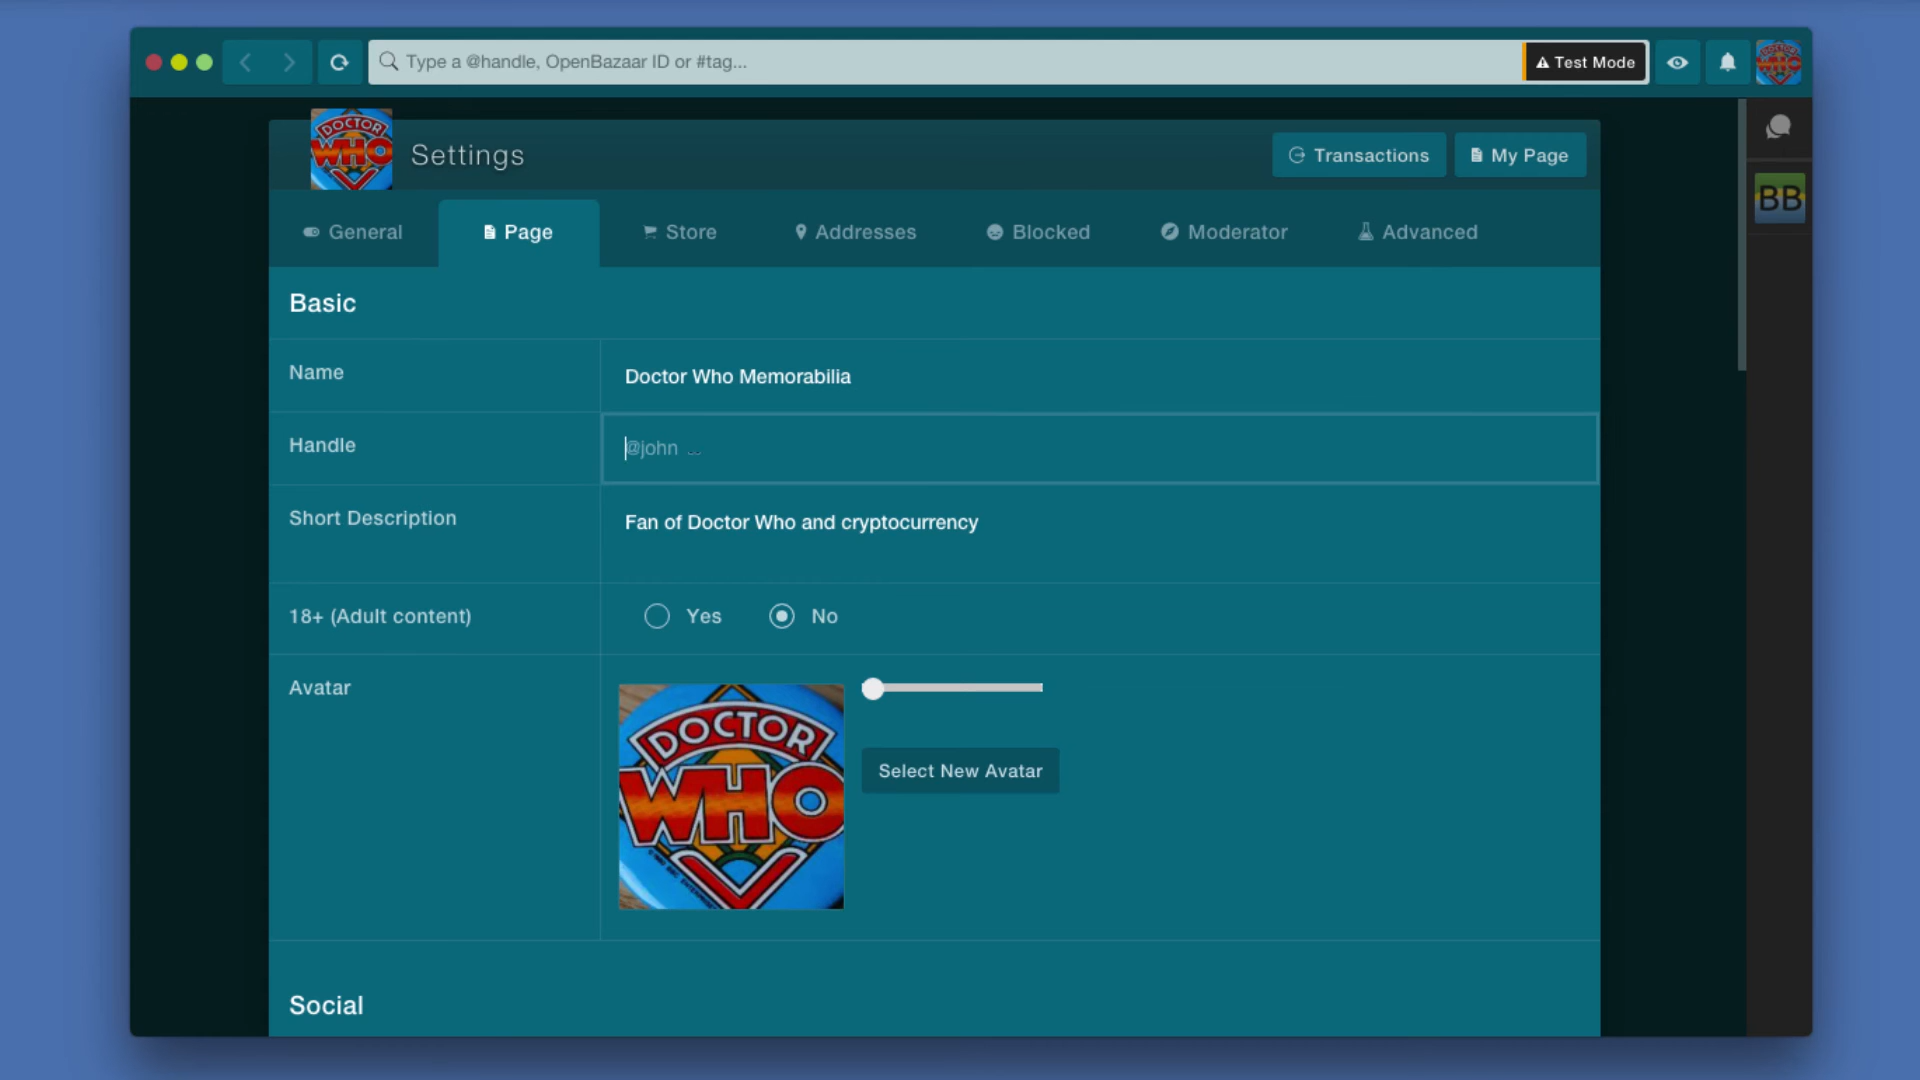 Type a @handle, OpenBazaar ID or #tag...
Test Mode
DOCTOR
WHO
DOCTOR
WHO
Settings
Transactions
My Page
BB
General
Page
Store
Addresses
Blocked
Moderator
Advanced
Basic
Name
Doctor Who Memorabilia
Handle
@john
Short Description
Fan of Doctor Who and cryptocurrency
18+ (Adult content)
Yes
No
Avatar
Select New Avatar
DOCTOR
WHO
Social